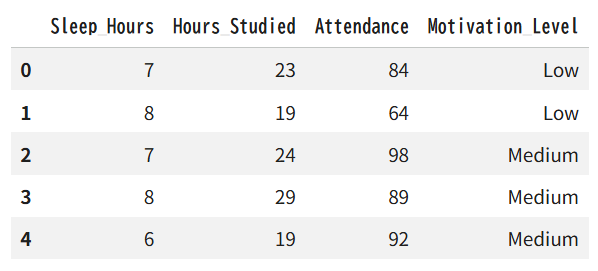 Sleep_Hours Hours_Studied Attendance Motivation_Level
0 7 23 84 Low
1 8 19 64 Low
2 7 24 98 Medium
3 8 29 89 Medium
4 6 19 92 Medium